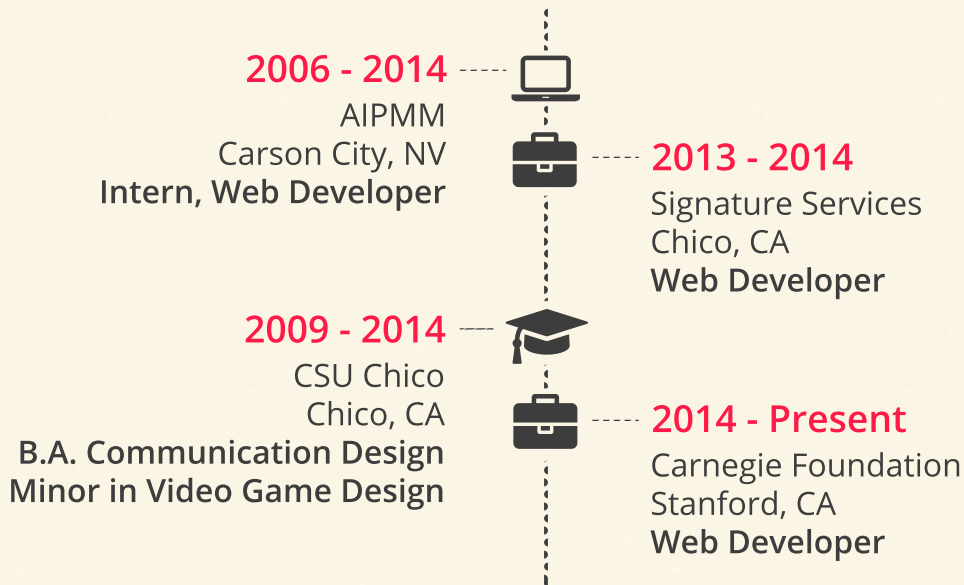 2006 - 2014
AIPMM
Carson City, NV
Intern, Web Developer
2013 - 2014
Signature Services
Chico, CA
Web Developer
2009 - 2014
CSU Chico
Chico, CA
B.A. Communication Design
Minor in Video Game Design
2014 - Present
Carnegie Foundation
Stanford, CA
Web Developer